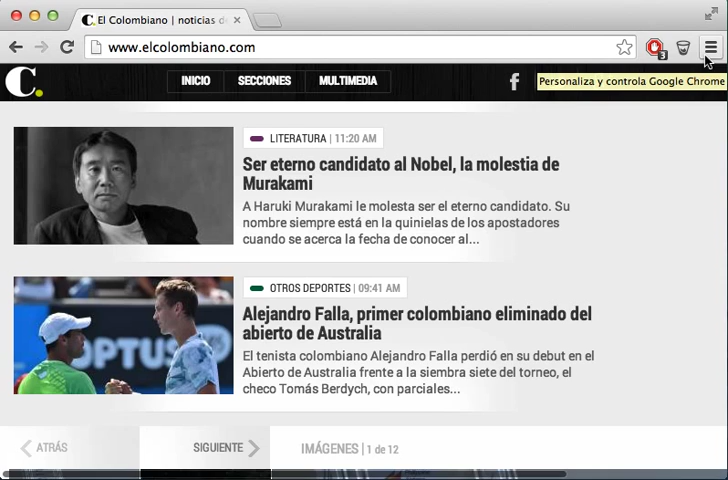 El Colombiano | noticias de
www.elcolombiano.com
3
C.
INICIO
SECCIONES
MULTIMEDIA
f
Personaliza y controla Google Chrome
LITERATURA | 11:20 AM
Ser eterno candidato al Nobel, la molestia de
Murakami
A Haruki Murakami le molesta ser el eterno candidato. Su
nombre siempre está en la quinielas de los apostadores
cuando se acerca la fecha de conocer al...
OTROS DEPORTES | 09:41 AM
OPTUS
Alejandro Falla, primer colombiano eliminado del
abierto de Australia
El tenista colombiano Alejandro Falla perdió en su debut en el
Abierto de Australia frente a la siembra siete del torneo, el
checo Tomás Berdych, con parciales...
ATRÁS
SIGUIENTE
IMÁGENES | 1 de 12